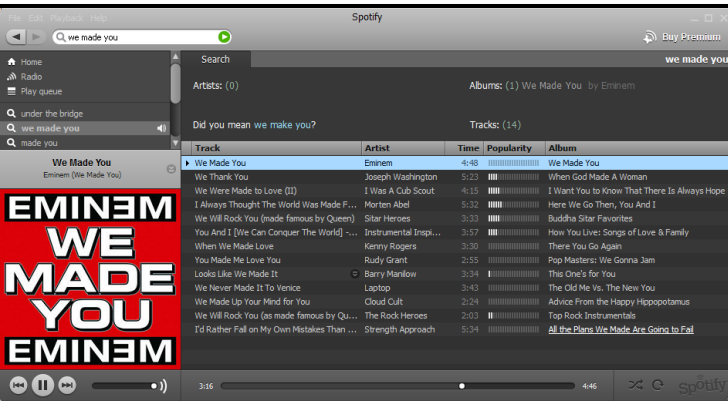 File Edit Playback Help
Spotify
we made you
Buy Premium
Home
Radio
Play queue
under the bridge
we made you
made you
We Made You
Eminem (We Made You)
EMINEM
WE
MADE
YOU
EMINEM
Search
we made you
Artists: (0)
Albums: (1) We Made You by Eminem
Did you mean we make you?
Tracks: (14)
Track Artist Time Popularity Album
We Made You Eminem 4:48 We Made You
We Thank You Joseph Washington 5:23 When God Made A Woman
We Were Made to Love (II) I Was A Cub Scout 4:15 I Want You to Know That There Is Always Hope
I Always Thought The World Was Made F... Morten Abel 5:32 Here We Go Then, You And I
We Will Rock You (made famous by Queen) Sitar Heroes 3:33 Buddha Sitar Favorites
You And I [We Can Conquer The World] -... Instrumental Inspi... 3:57 How You Live: Songs of Love & Family
When We Made Love Kenny Rogers 3:30 There You Go Again
You Made Me Love You Rudy Grant 2:55 Pop Masters: We Gonna Jam
Looks Like We Made It Barry Manilow 3:34 This One's for You
We Never Made It To Venice Laptop 3:43 The Old Me Vs. The New You
We Made Up Your Mind for You Cloud Cult 2:24 Advice From the Happy Hippopotamus
We Will Rock You (as made famous by Qu... The Rock Heroes 2:03 Top Rock Instrumentals
I'd Rather Fall on My Own Mistakes Than ... Strength Approach 5:34 All the Plans We Made Are Going to Fail
3:16
4:46
Spotify